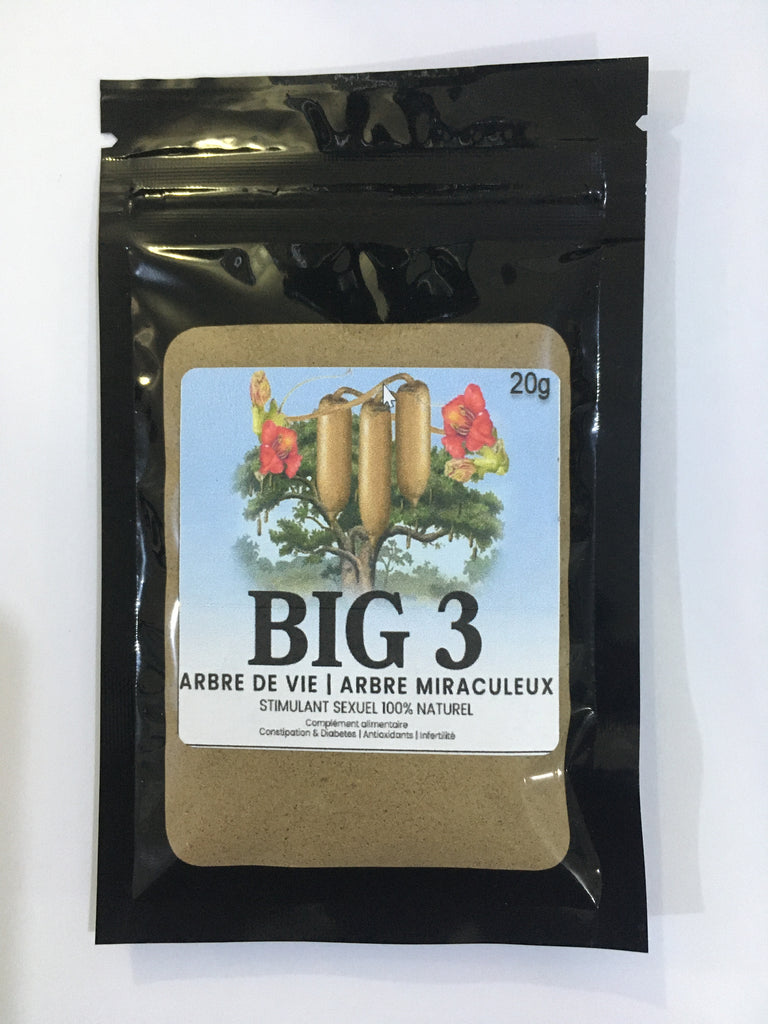 20g
BIG 3
ARBRE DE VIE | ARBRE MIRACULEUX
STIMULANT SEXUEL 100% NATUREL
Complément alimentaire
Constipation & Diabetes | Antioxidants | Infertilité